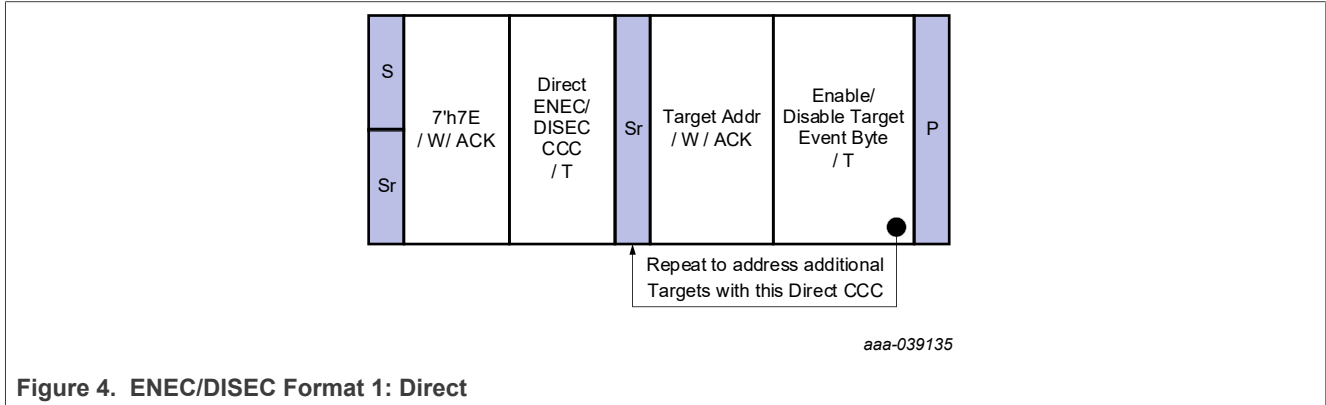 S
Sr
7'h7E
/ W/ ACK
Direct
ENEC/
DISEC
CCC
/ T
Sr
Target Addr
/ W / ACK
Enable/
Disable Target
Event Byte
/ T
P
Repeat to address additional
Targets with this Direct CCC
aaa-039135
Figure 4. ENEC/DISEC Format 1: Direct